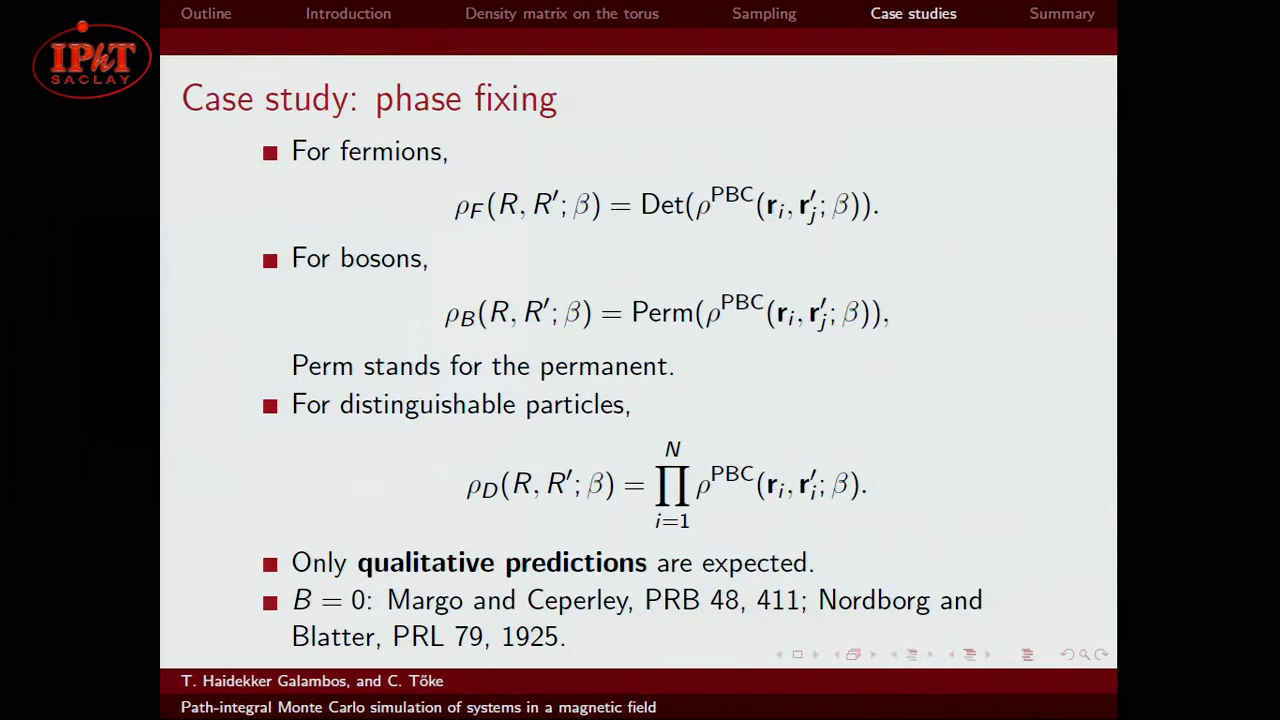 IPhT
SACLAY
Outline Introduction Density matrix on the torus Sampling Case studies Summary
Case study: phase fixing
For fermions,
ρ_F(R, R′; β) = Det(ρ^PBC(r_i, r′_j; β)).
For bosons,
ρ_B(R, R′; β) = Perm(ρ^PBC(r_i, r′_j; β)),
Perm stands for the permanent.
For distinguishable particles,
ρ_D(R, R′; β) = ∏_{i=1}^{N} ρ^PBC(r_i, r′_i; β).
Only qualitative predictions are expected.
B = 0: Margo and Ceperley, PRB 48, 411; Nordborg and
Blatter, PRL 79, 1925.
T. Haidekker Galambos, and C. Tőke
Path-integral Monte Carlo simulation of systems in a magnetic field